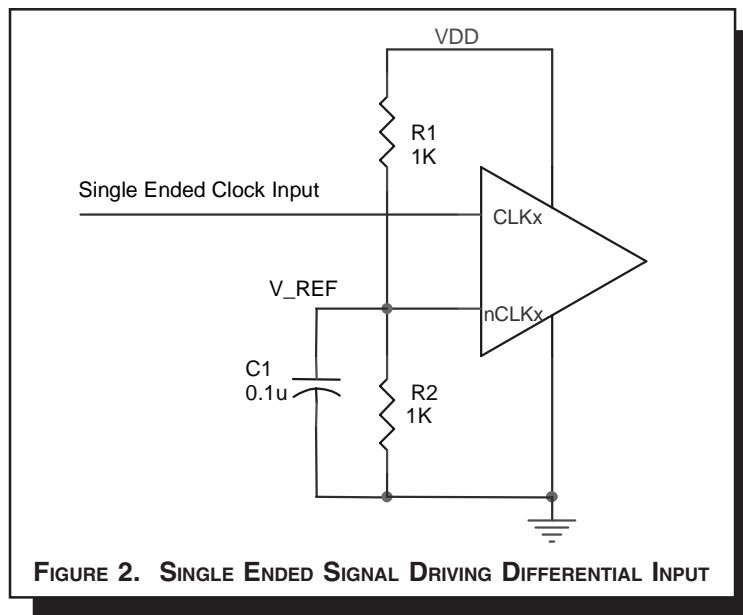 VDD
R1
1K
Single Ended Clock Input
CLKx
V_REF
nCLKx
C1
0.1u
R2
1K
FIGURE 2. SINGLE ENDED SIGNAL DRIVING DIFFERENTIAL INPUT